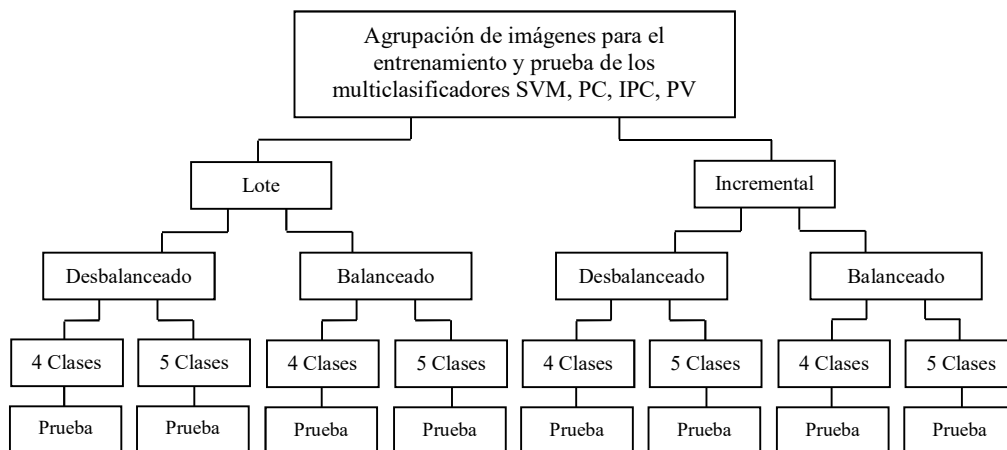 Agrupación de imágenes para el
entrenamiento y prueba de los
multiclasificadores SVM, PC, IPC, PV
Lote
Incremental
Desbalanceado
Balanceado
Desbalanceado
Balanceado
4 Clases
5 Clases
4 Clases
5 Clases
4 Clases
5 Clases
4 Clases
5 Clases
Prueba
Prueba
Prueba
Prueba
Prueba
Prueba
Prueba
Prueba